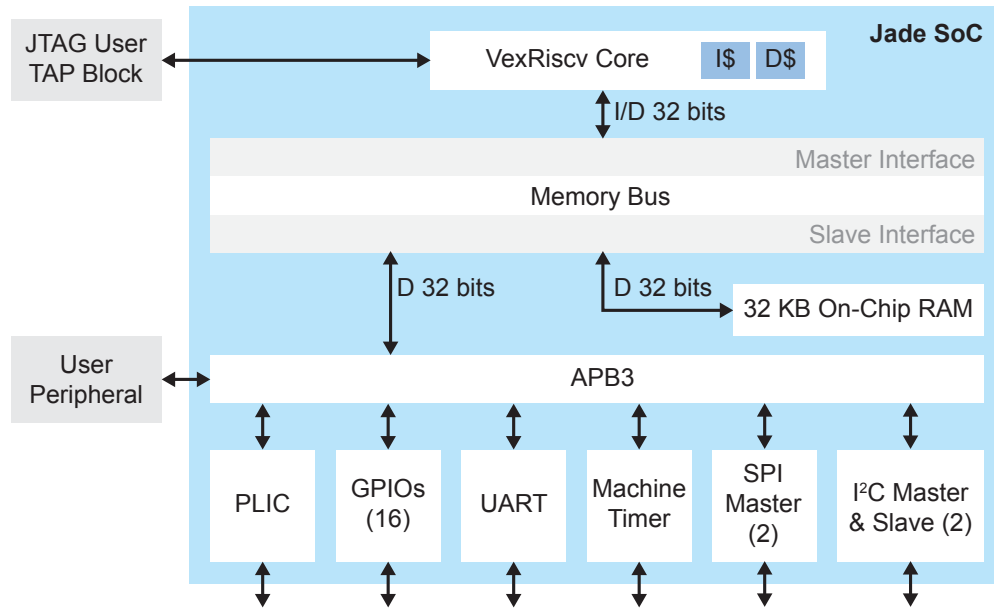 Jade SoC
JTAG User
TAP Block
VexRiscv Core
I$
D$
I/D 32 bits
Master Interface
Memory Bus
Slave Interface
D 32 bits
D 32 bits
32 KB On-Chip RAM
User
Peripheral
APB3
PLIC
GPIOs
(16)
UART
Machine
Timer
SPI
Master
(2)
I²C Master
& Slave (2)